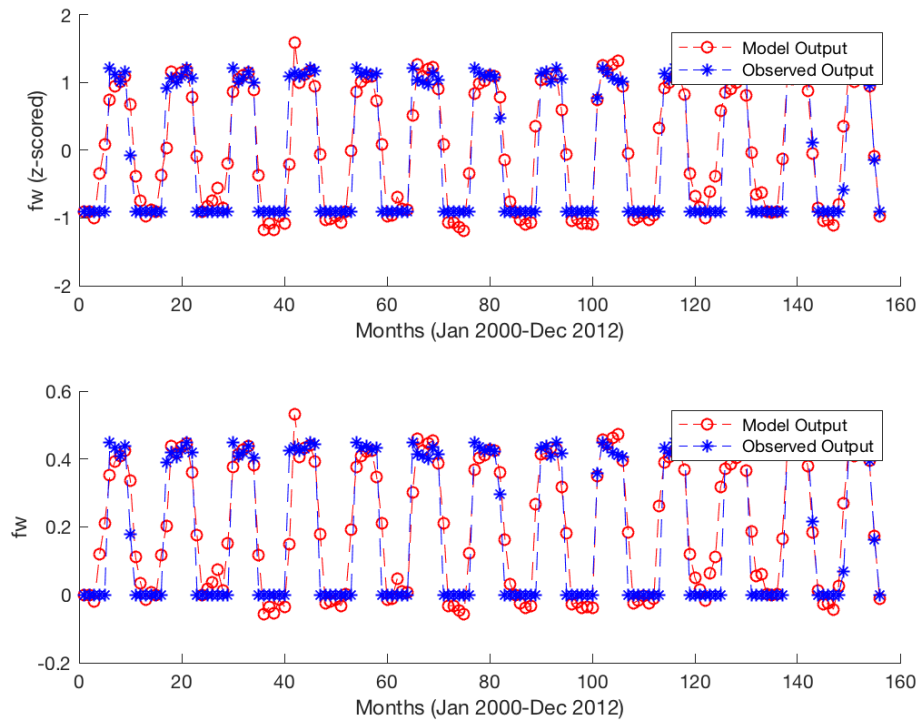 2
1
0
-1
-2
fw (z-scored)
Model Output
Observed Output
0 20 40 60 80 100 120 140 160
Months (Jan 2000-Dec 2012)
0.6
0.4
0.2
0
-0.2
fw
Model Output
Observed Output
0 20 40 60 80 100 120 140 160
Months (Jan 2000-Dec 2012)